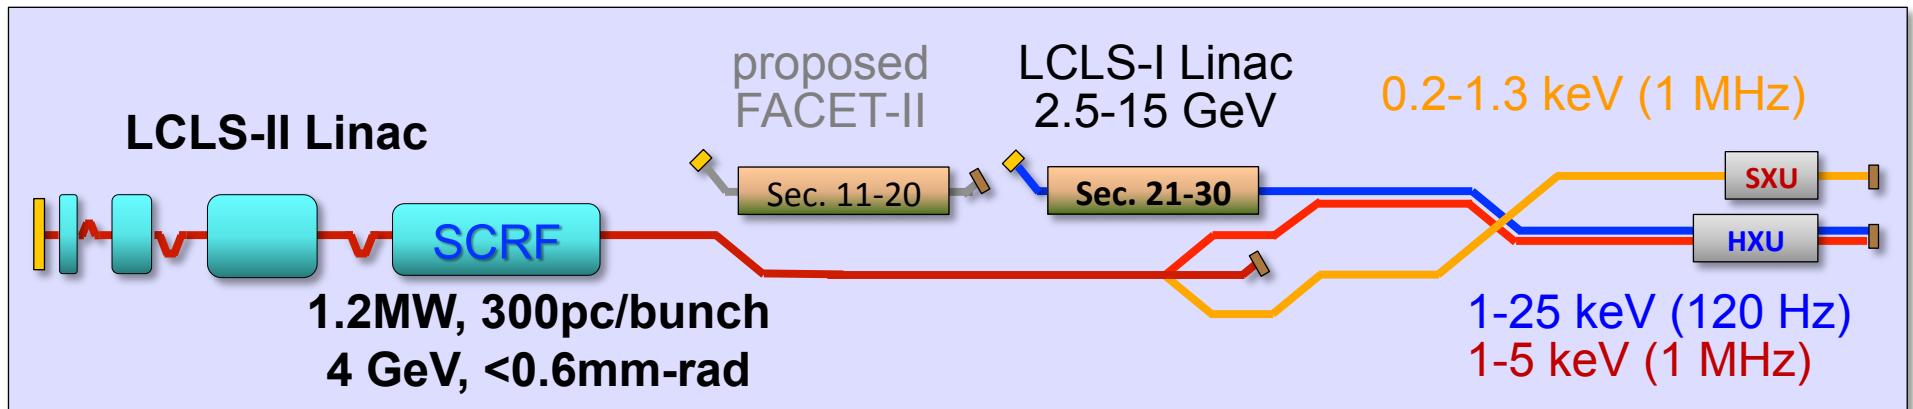 proposed
FACET-II
LCLS-I Linac
2.5-15 GeV
0.2-1.3 keV (1 MHz)
LCLS-II Linac
Sec. 11-20
Sec. 21-30
SXU
SCRF
HXU
1.2MW, 300pc/bunch
4 GeV, <0.6mm-rad
1-25 keV (120 Hz)
1-5 keV (1 MHz)